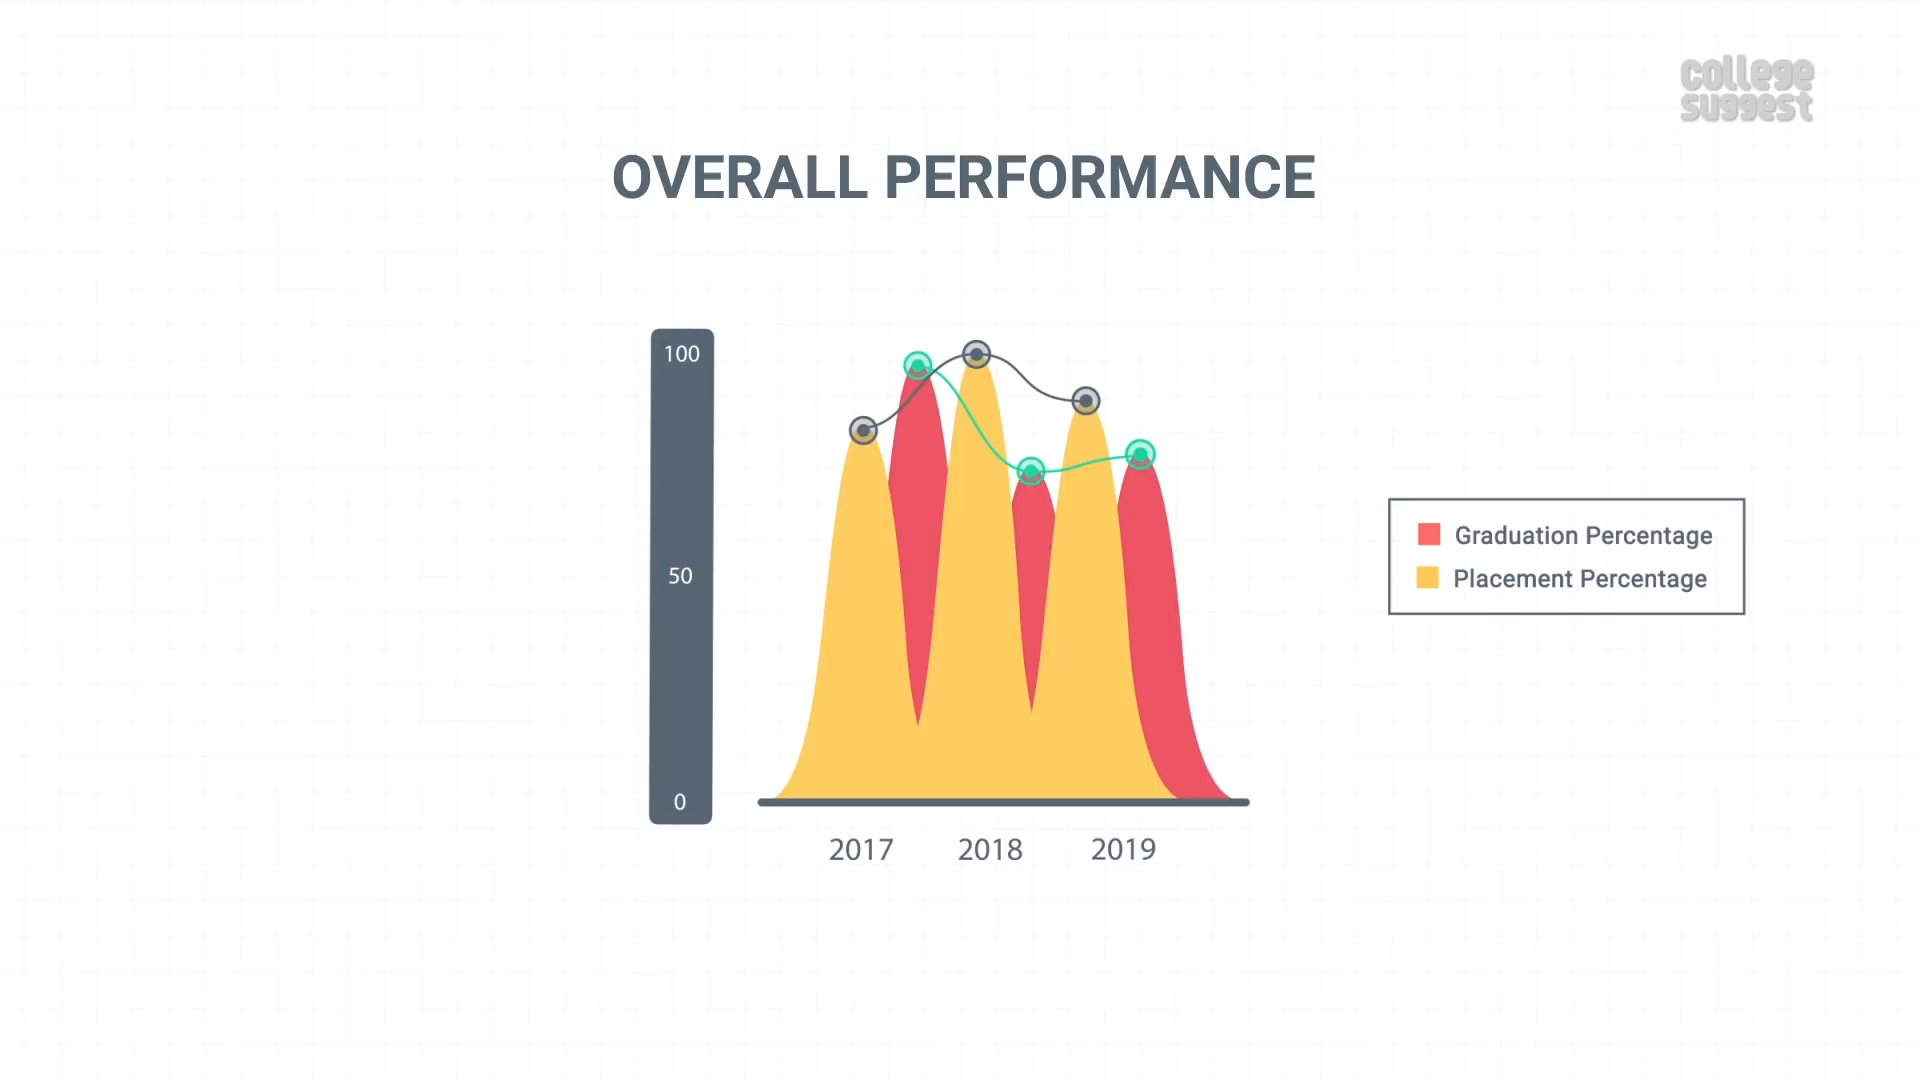 college
suggest
OVERALL PERFORMANCE
100
50
0
2017 2018 2019
Graduation Percentage
Placement Percentage